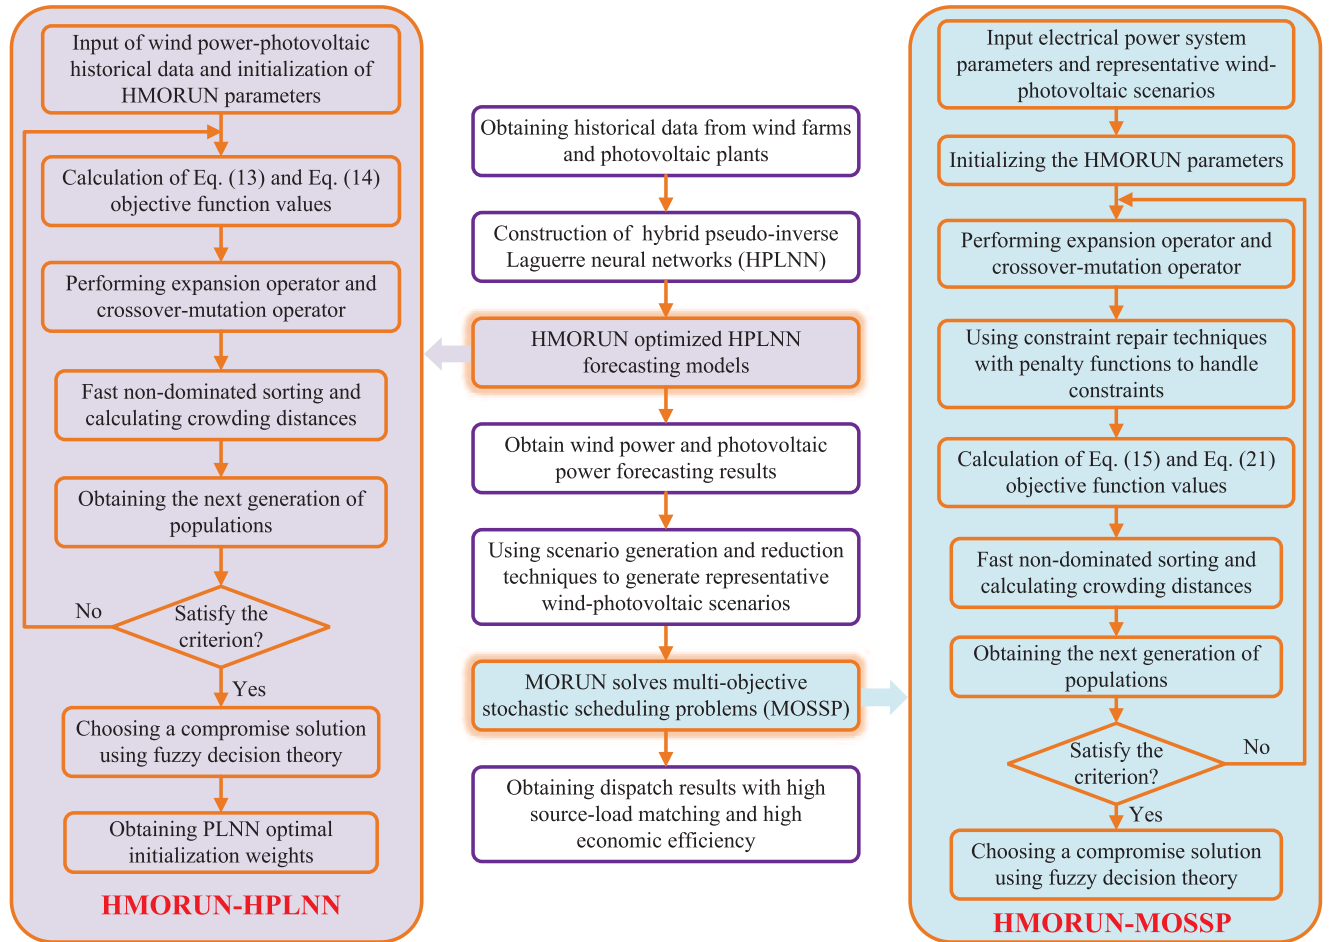 Input of wind power-photovoltaic
historical data and initialization of
HMORUN parameters
Calculation of Eq. (13) and Eq. (14)
objective function values
Performing expansion operator and
crossover-mutation operator
Fast non-dominated sorting and
calculating crowding distances
Obtaining the next generation of
populations
No
Satisfy the
criterion?
Yes
Choosing a compromise solution
using fuzzy decision theory
Obtaining PLNN optimal
initialization weights
HMORUN-HPLNN
Obtaining historical data from wind farms
and photovoltaic plants
Construction of hybrid pseudo-inverse
Laguerre neural networks (HPLNN)
HMORUN optimized HPLNN
forecasting models
Obtain wind power and photovoltaic
power forecasting results
Using scenario generation and reduction
techniques to generate representative
wind-photovoltaic scenarios
MORUN solves multi-objective
stochastic scheduling problems (MOSSP)
Obtaining dispatch results with high
source-load matching and high
economic efficiency
Input electrical power system
parameters and representative wind-
photovoltaic scenarios
Initializing the HMORUN parameters
Performing expansion operator and
crossover-mutation operator
Using constraint repair techniques
with penalty functions to handle
constraints
Calculation of Eq. (15) and Eq. (21)
objective function values
Fast non-dominated sorting and
calculating crowding distances
Obtaining the next generation of
populations
Satisfy the
criterion?
No
Yes
Choosing a compromise solution
using fuzzy decision theory
HMORUN-MOSSP